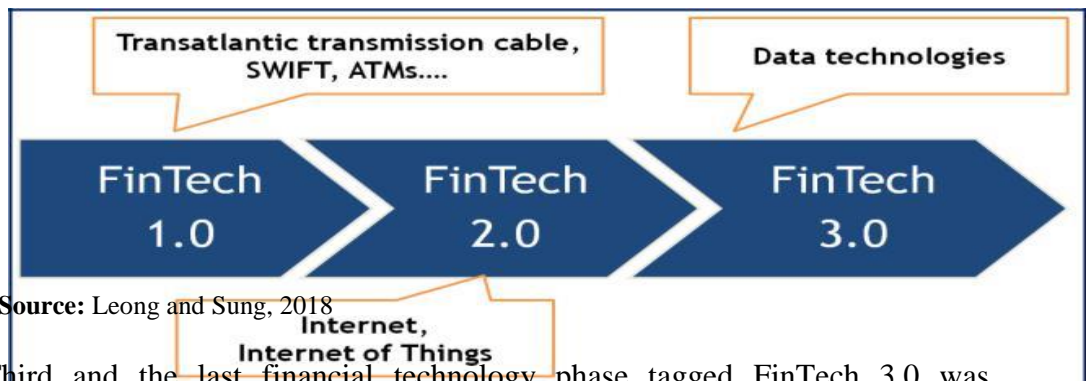 Transatlantic transmission cable,
SWIFT, ATMs....
Data technologies
FinTech
1.0
FinTech
2.0
FinTech
3.0
Source: Leong and Sung, 2018
Internet,
Internet of Things
Third and the last financial technology phase tagged FinTech 3.0 was